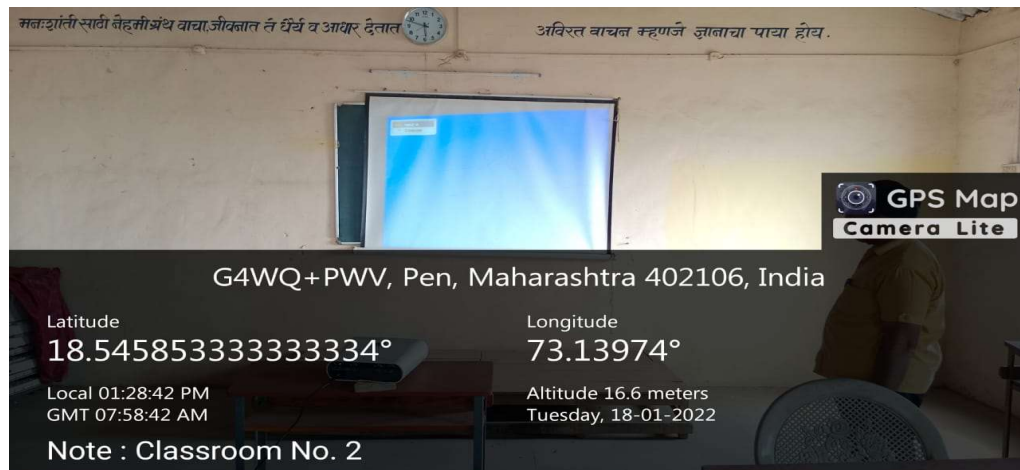 मनःशांती साठी नेहमी ग्रंथ वाचा. जीवनात ते धैर्य व आधार देतात
अविरत वाचन म्हणजे ज्ञानाचा पाया होय.
GPS Map
Camera Lite
G4WQ+PWV, Pen, Maharashtra 402106, India
Latitude
18.545853333333334°
Longitude
73.13974°
Local 01:28:42 PM
GMT 07:58:42 AM
Altitude 16.6 meters
Tuesday, 18-01-2022
Note : Classroom No. 2